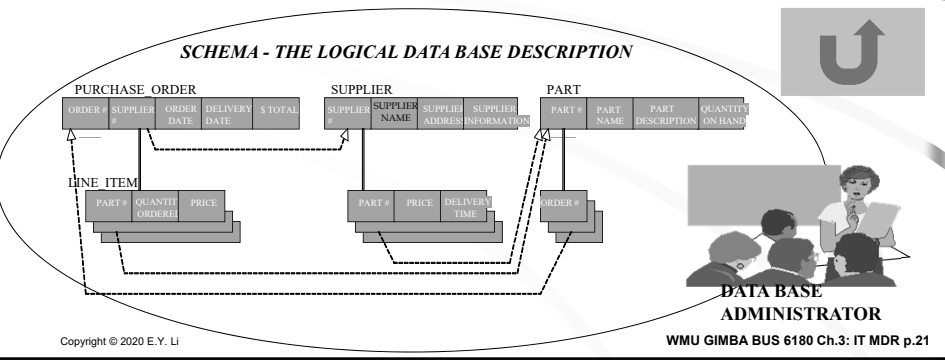 SCHEMA - THE LOGICAL DATA BASE DESCRIPTION
PURCHASE_ORDER
SUPPLIER
PART
ORDER #
SUPPLIER
#
ORDER
DATE
DELIVERY
DATE
$ TOTAL
SUPPLIER
#
SUPPLIER
NAME
SUPPLIER
ADDRESS
SUPPLIER
INFORMATION
PART #
PART
NAME
PART
DESCRIPTION
QUANTITY
ON HAND
LINE_ITEM
PART #
QUANTIT
ORDERED
PRICE
PART #
PRICE
DELIVERY
TIME
ORDER #
DATA BASE
ADMINISTRATOR
Copyright © 2020 E.Y. Li
WMU GIMBA BUS 6180 Ch.3: IT MDR p.21